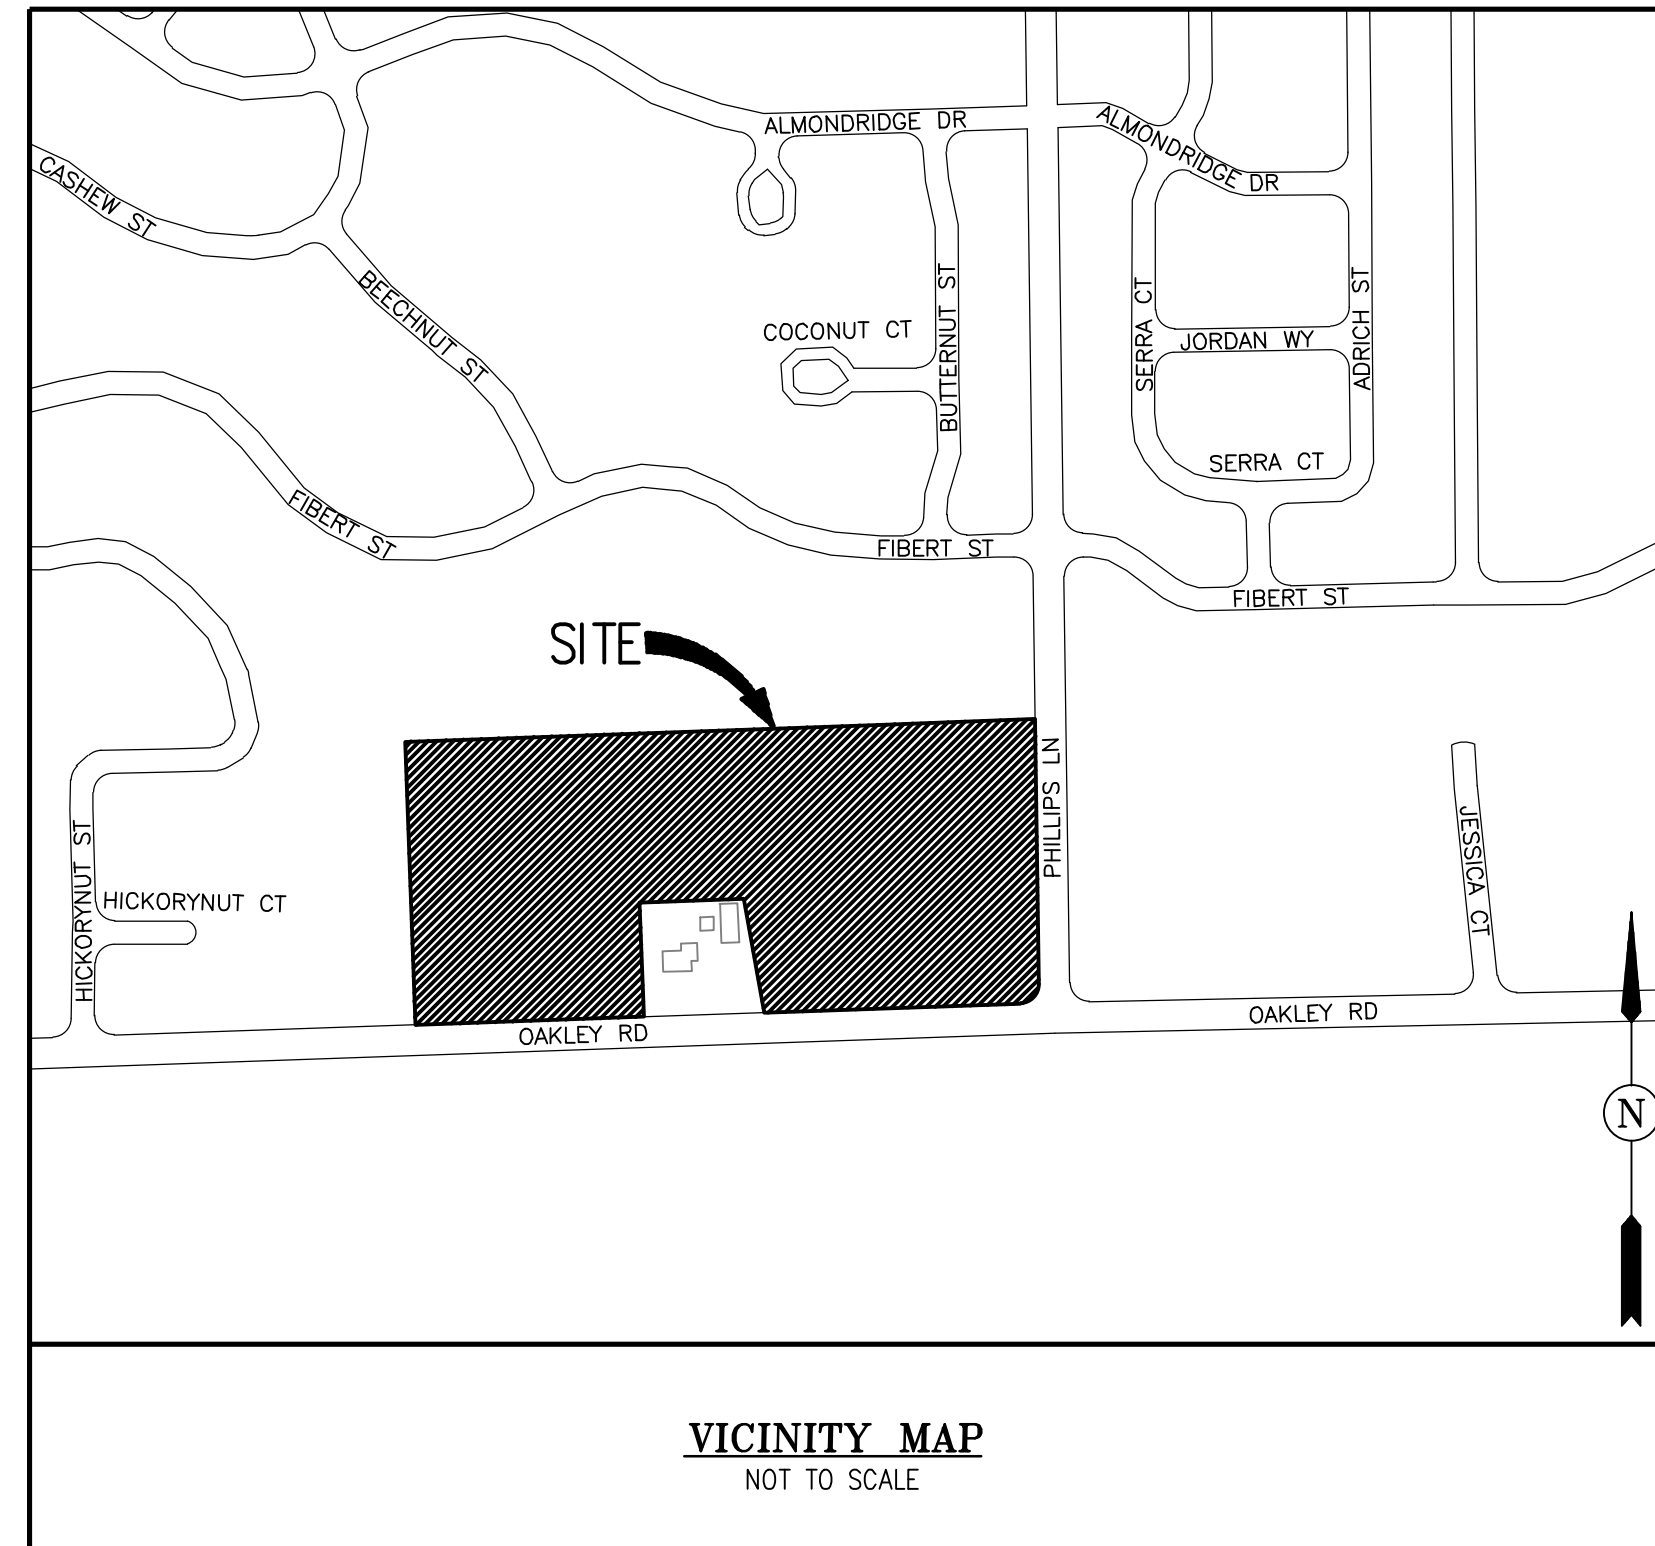 ALMONDRIDGE DR
ALMONDRIDGE DR
CASHEW ST
BEECHNUT ST
COCONUT CT
BUTTERNUT ST
SERRA CT
JORDAN WY
ADRICH ST
SERRA CT
FIBERT ST
FIBERT ST
FIBERT ST
SITE
PHILLIPS LN
JESSICA CT
HICKORYNUT ST
HICKORYNUT CT
OAKLEY RD
OAKLEY RD
N
VICINITY MAP
NOT TO SCALE